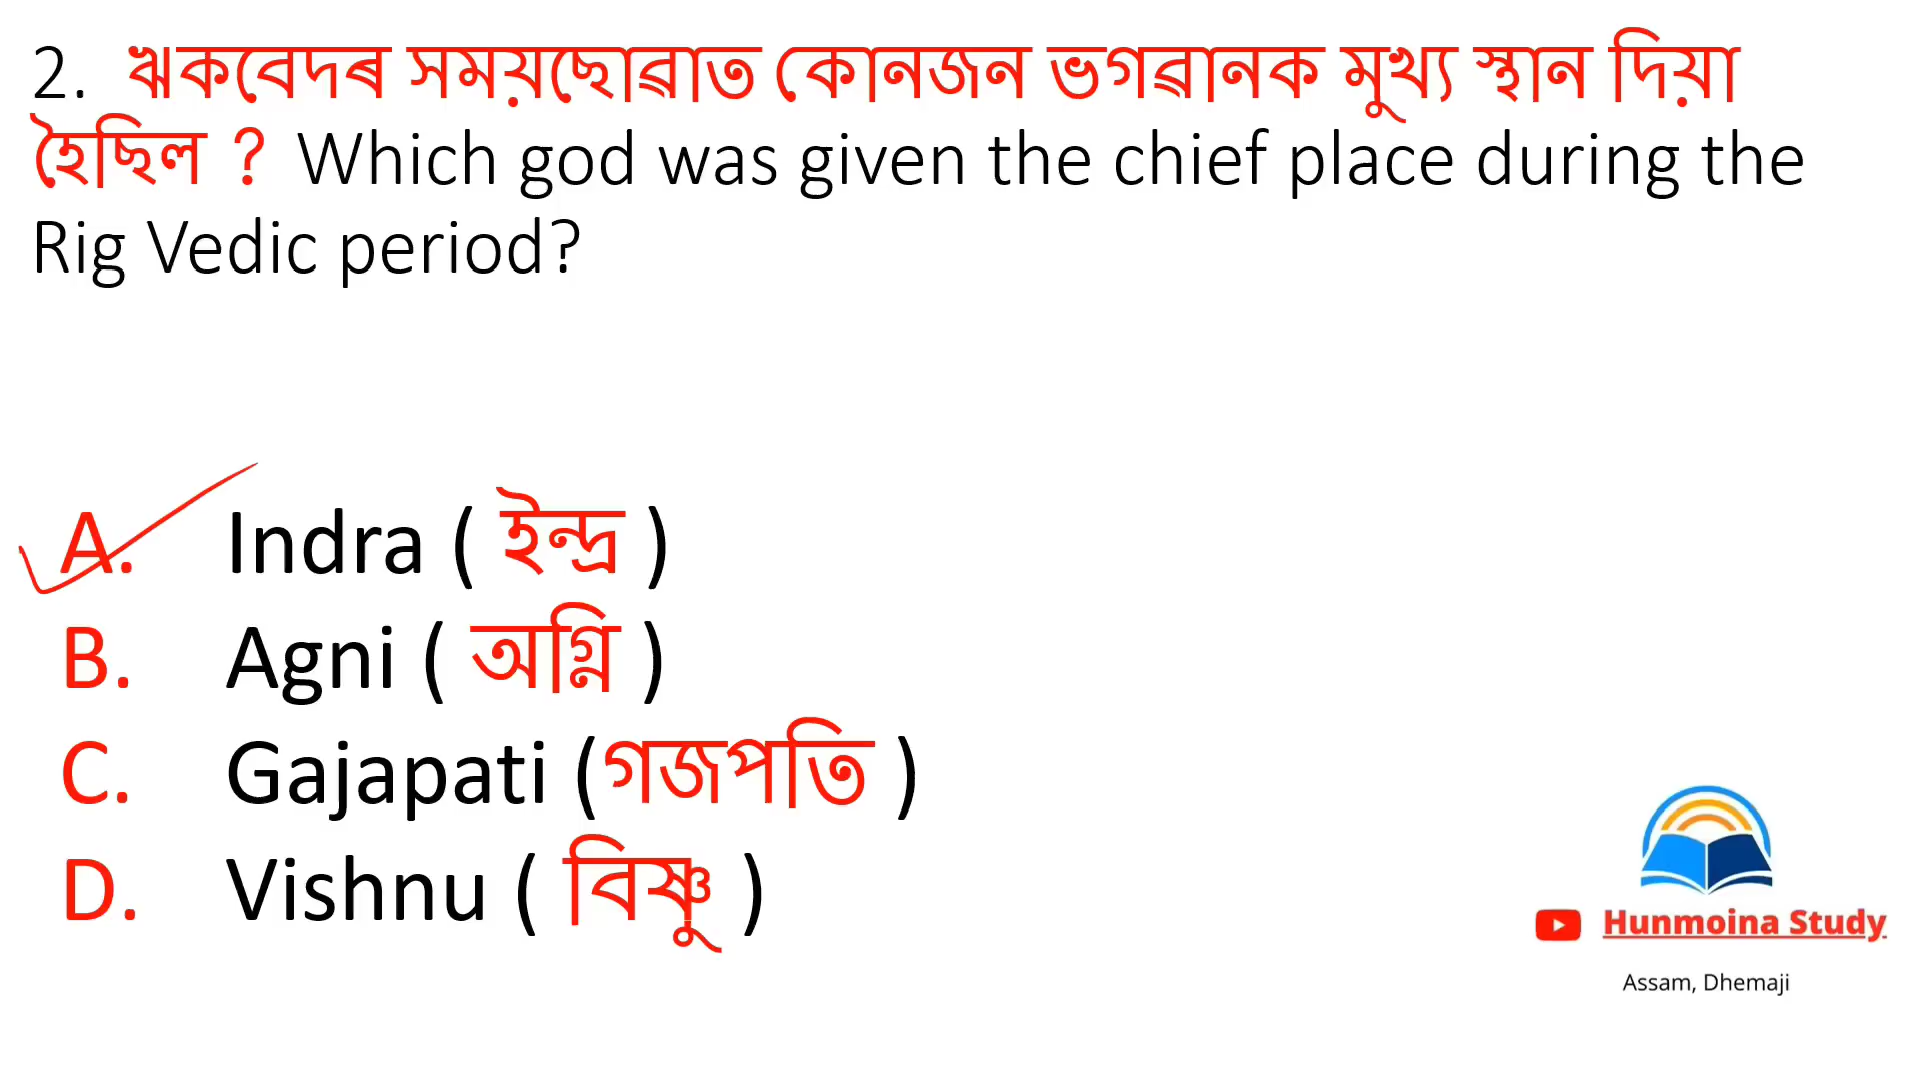 2. ঋকবেদৰ সময়ছোৱাত কোনজন ভগৱানক মুখ্য স্থান দিয়া
হৈছিল ? Which god was given the chief place during the
Rig Vedic period?
A. Indra ( ইন্দ্ৰ )
B. Agni ( অগ্নি )
C. Gajapati (গজপতি )
D. Vishnu ( বিষ্ণু )
Hunmoina Study
Assam, Dhemaji